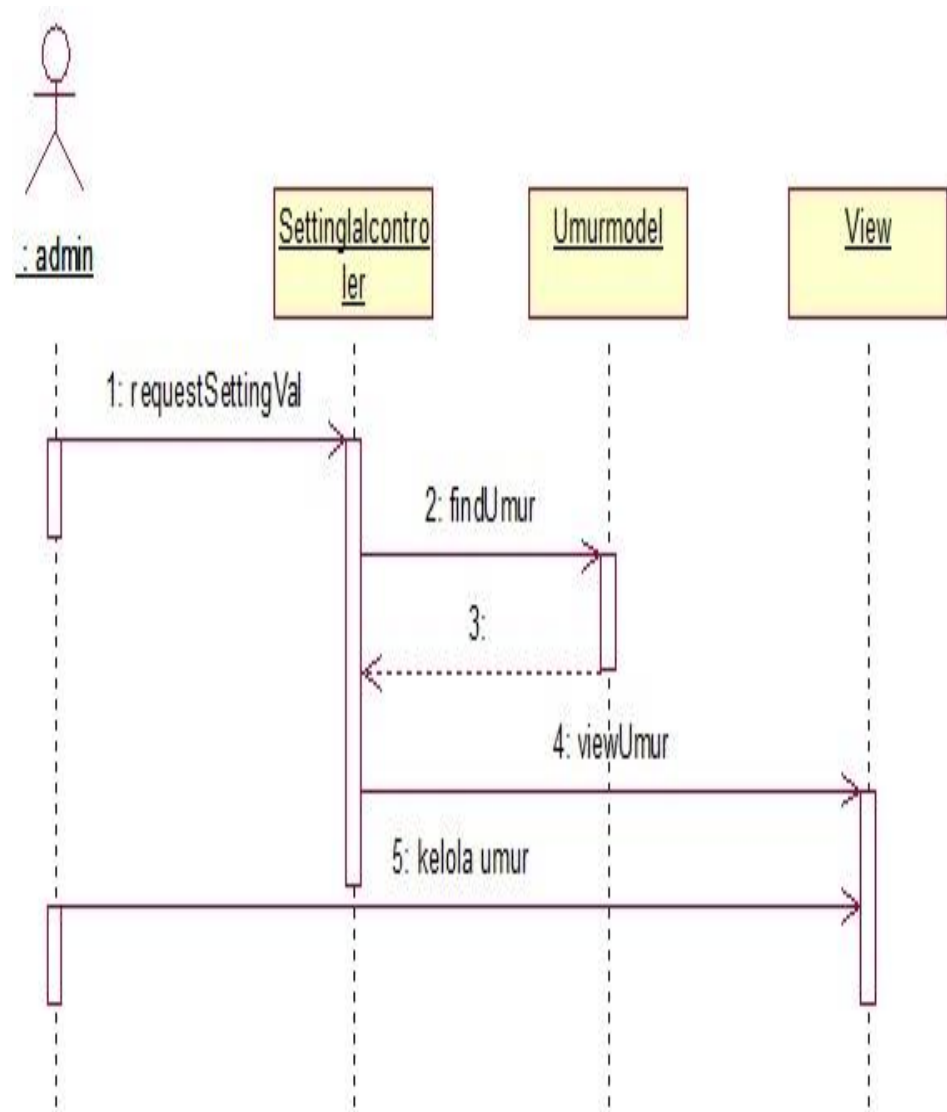 : admin
Settinglalcontro
ler
Umurmodel
View
1: requestSettingVal
2: findUmur
3:
4: viewUmur
5: kelola umur